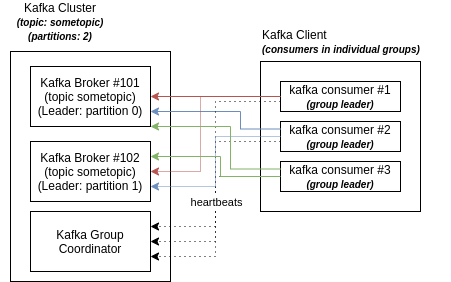 Kafka Cluster
(topic: sometopic)
(partitions: 2)
Kafka Broker #101
(topic sometopic)
(Leader: partition 0)
Kafka Broker #102
(topic sometopic)
(Leader: partition 1)
Kafka Group
Coordinator
Kafka Client
(consumers in individual groups)
kafka consumer #1
(group leader)
kafka consumer #2
(group leader)
kafka consumer #3
(group leader)
heartbeats